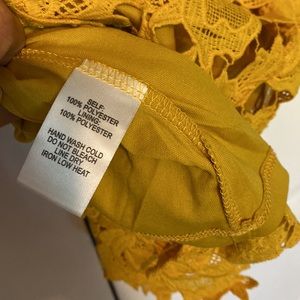 SELF:
100% POLYESTER
LINING:
100% POLYESTER
HAND WASH COLD
DO NOT BLEACH
LINE DRY
IRON LOW HEAT